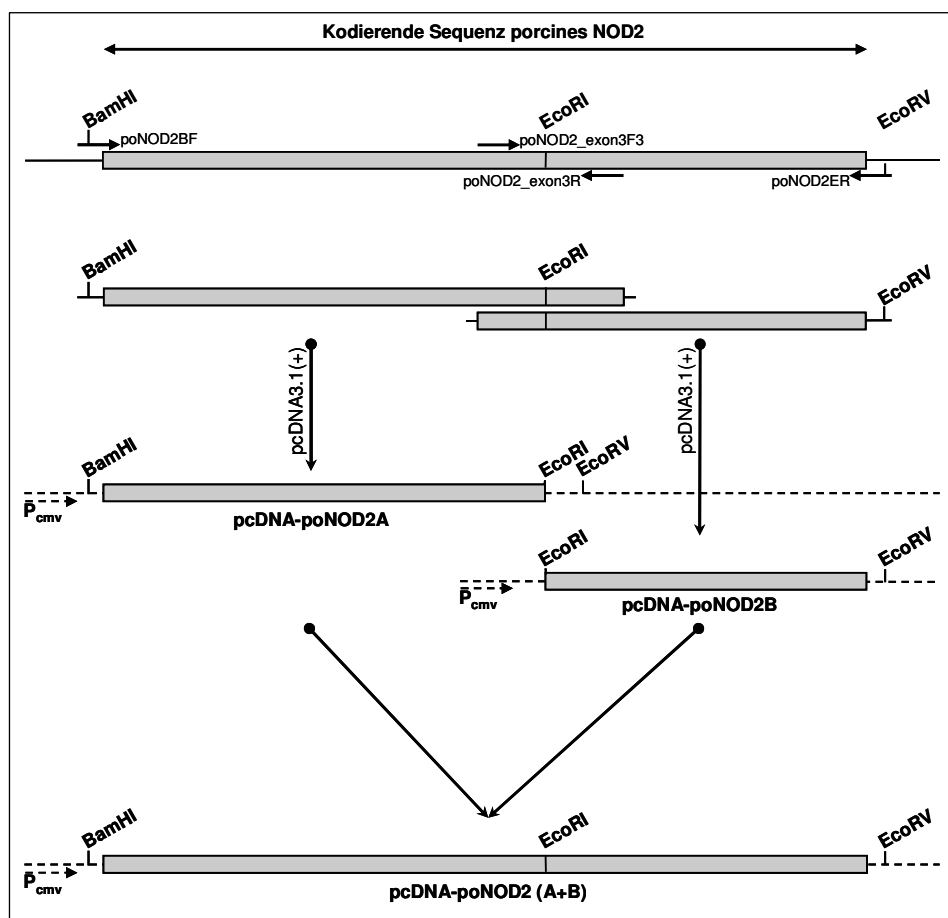 Kodierende Sequenz porcines NOD2
BamHI
EcoRI
EcoRV
poNOD2BF
poNOD2_exon3F3
poNOD2_exon3R
poNOD2ER
BamHI
EcoRI
EcoRV
pcDNA3.1(+)
pcDNA3.1(+)
BamHI
EcoRI
EcoRV
Pcmv
pcDNA-poNOD2A
EcoRI
EcoRV
Pcmv
pcDNA-poNOD2B
BamHI
EcoRI
EcoRV
Pcmv
pcDNA-poNOD2 (A+B)